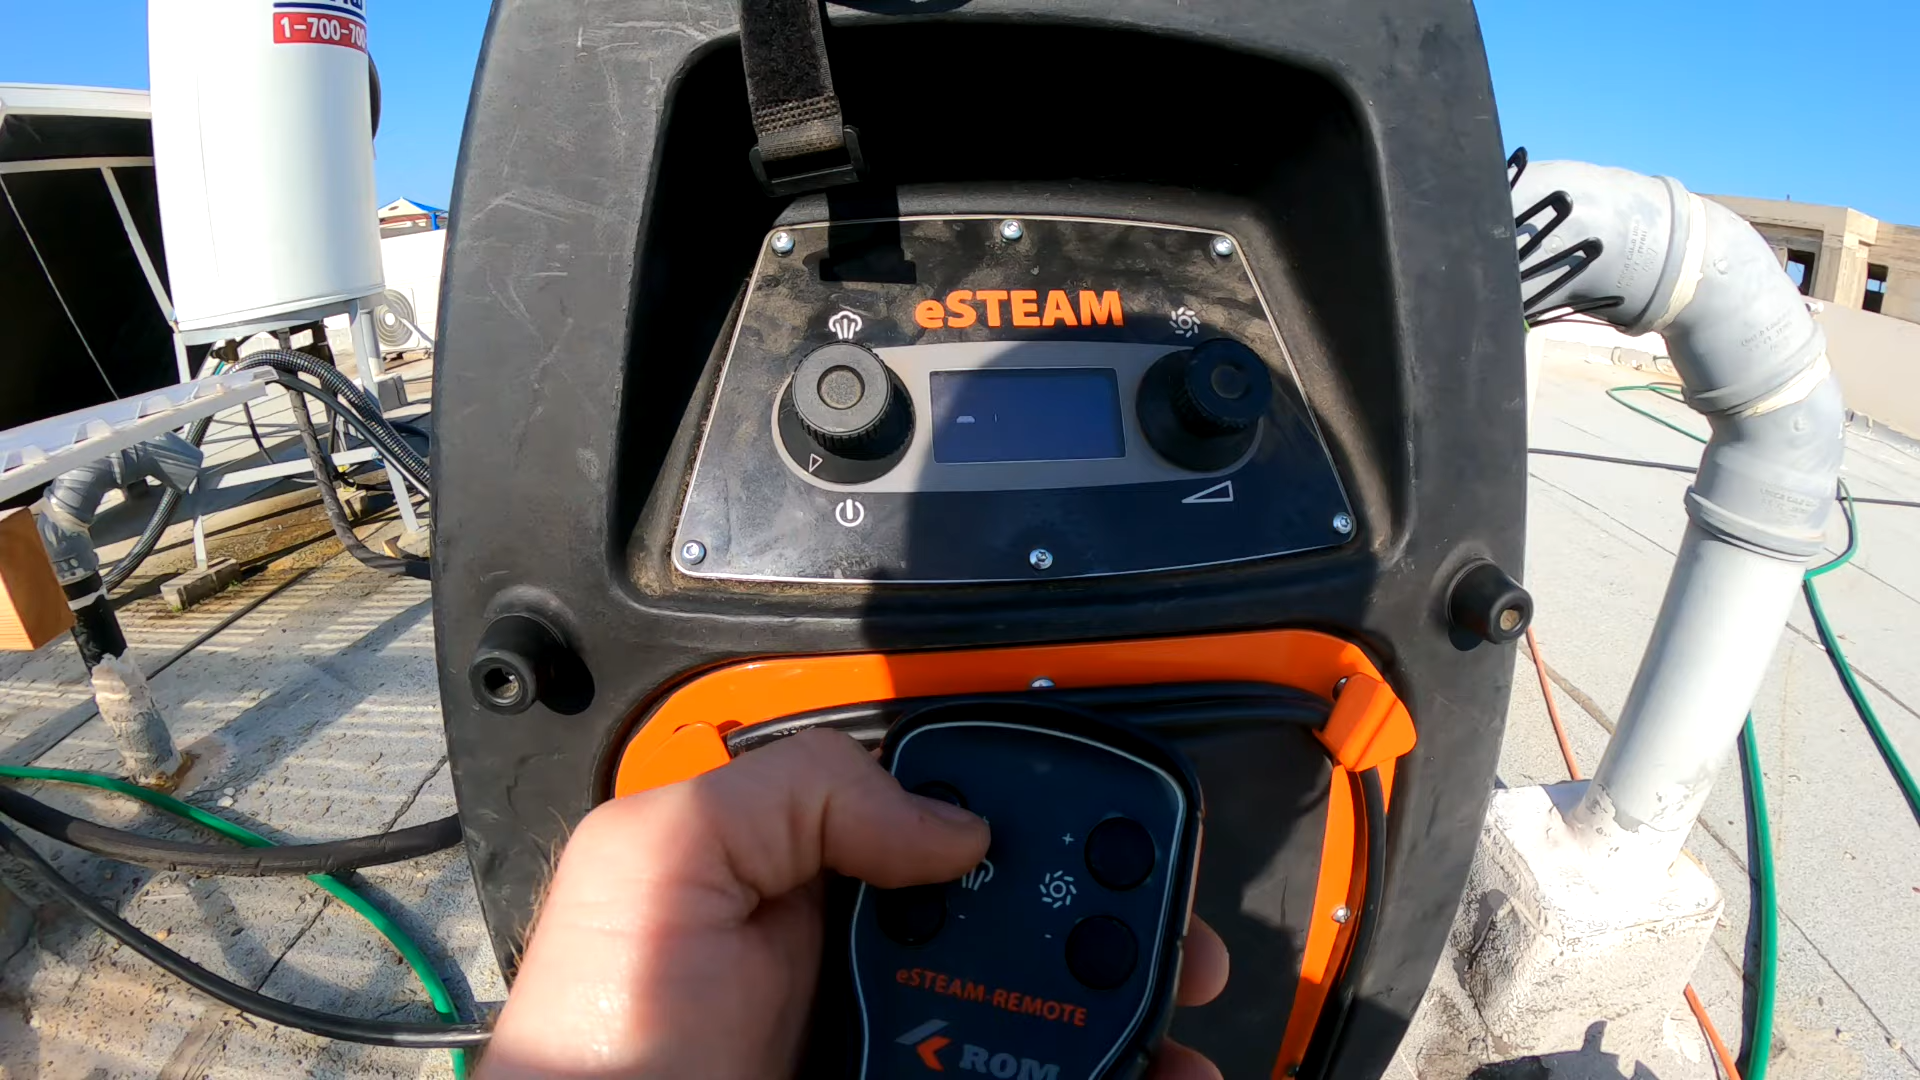 1-700-70
eSTEAM
+
+
-
-
eSTEAM-REMOTE
ROM